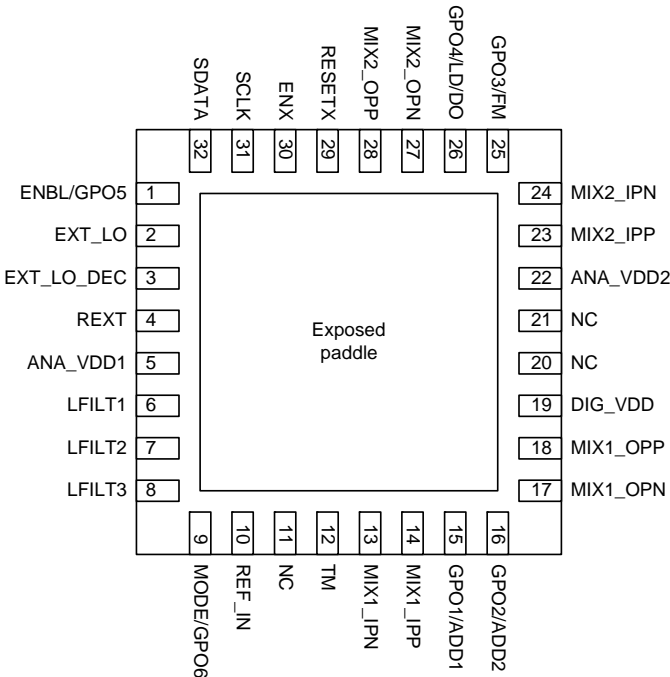 SDATA
SCLK
ENX
RESETX
MIX2_OPP
MIX2_OPN
GPO4/LD/DO
GPO3/FM
32
31
30
29
28
27
26
25
ENBL/GPO5 1
EXT_LO 2
EXT_LO_DEC 3
REXT 4
ANA_VDD1 5
LFILT1 6
LFILT2 7
LFILT3 8
Exposed
paddle
24 MIX2_IPN
23 MIX2_IPP
22 ANA_VDD2
21 NC
20 NC
19 DIG_VDD
18 MIX1_OPP
17 MIX1_OPN
9
10
11
12
13
14
15
16
MODE/GPO6
REF_IN
NC
TM
MIX1_IPN
MIX1_IPP
GPO1/ADD1
GPO2/ADD2